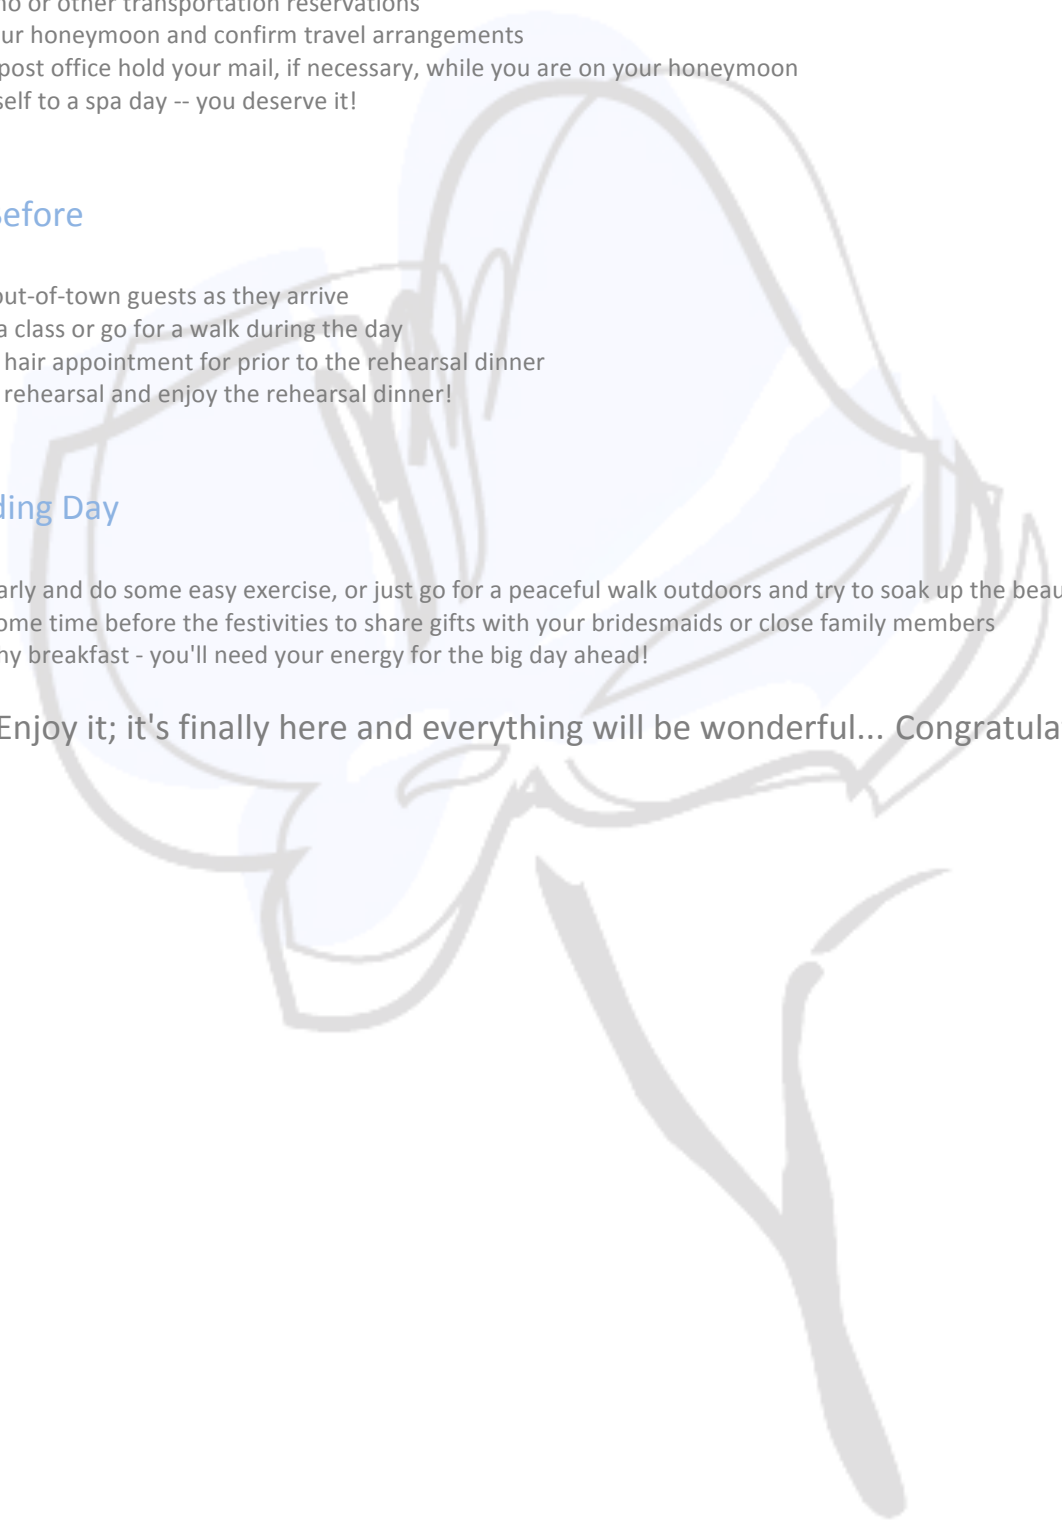 no or other transportation reservations
ur honeymoon and confirm travel arrangements
post office hold your mail, if necessary, while you are on your honeymoon
self to a spa day -- you deserve it!
Before
out-of-town guests as they arrive
a class or go for a walk during the day
hair appointment for prior to the rehearsal dinner
rehearsal and enjoy the rehearsal dinner!
ding Day
arly and do some easy exercise, or just go for a peaceful walk outdoors and try to soak up the beau
ome time before the festivities to share gifts with your bridesmaids or close family members
hy breakfast - you'll need your energy for the big day ahead!
Enjoy it; it's finally here and everything will be wonderful... Congratula